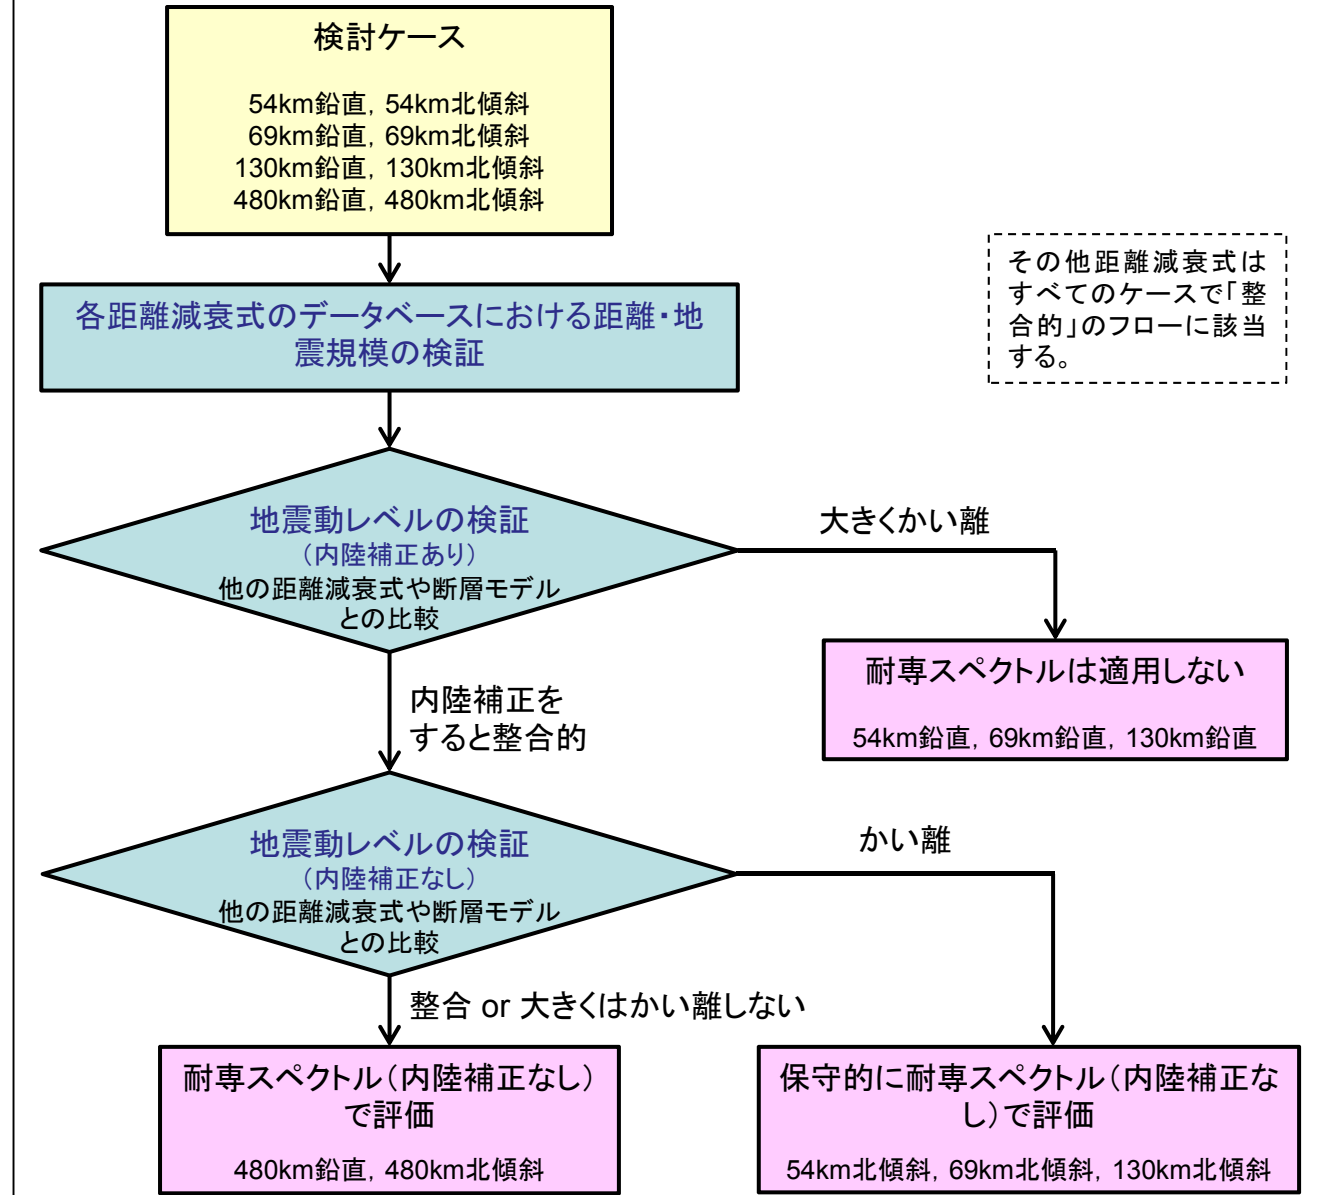 検討ケース
54km鉛直, 54km北傾斜
69km鉛直, 69km北傾斜
130km鉛直, 130km北傾斜
480km鉛直, 480km北傾斜
その他距離減衰式は
すべてのケースで「整
合的」のフローに該当
する。
各距離減衰式のデータベースにおける距離・地
震規模の検証
地震動レベルの検証
（内陸補正あり）
他の距離減衰式や断層モデル
との比較
大きくかい離
耐専スペクトルは適用しない
54km鉛直, 69km鉛直, 130km鉛直
内陸補正を
すると整合的
地震動レベルの検証
（内陸補正なし）
他の距離減衰式や断層モデル
との比較
かい離
整合 or 大きくはかい離しない
耐専スペクトル（内陸補正なし）
で評価
480km鉛直, 480km北傾斜
保守的に耐専スペクトル（内陸補正な
し）で評価
54km北傾斜, 69km北傾斜, 130km北傾斜